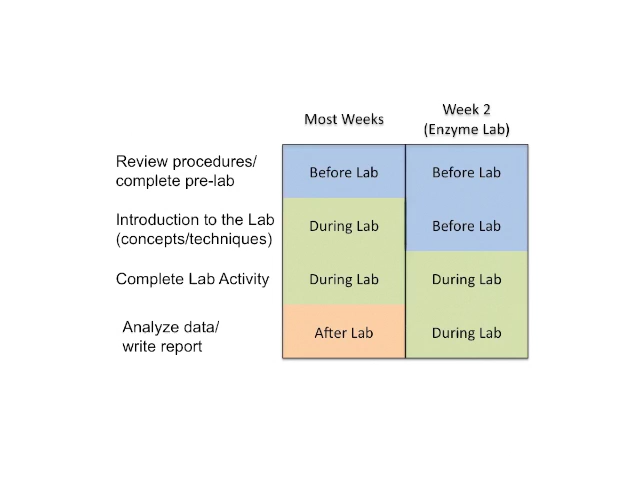 Most Weeks
Week 2
(Enzyme Lab)
Review procedures/
complete pre-lab
Before Lab
Before Lab
Introduction to the Lab
(concepts/techniques)
During Lab
Before Lab
Complete Lab Activity
During Lab
During Lab
Analyze data/
write report
After Lab
During Lab